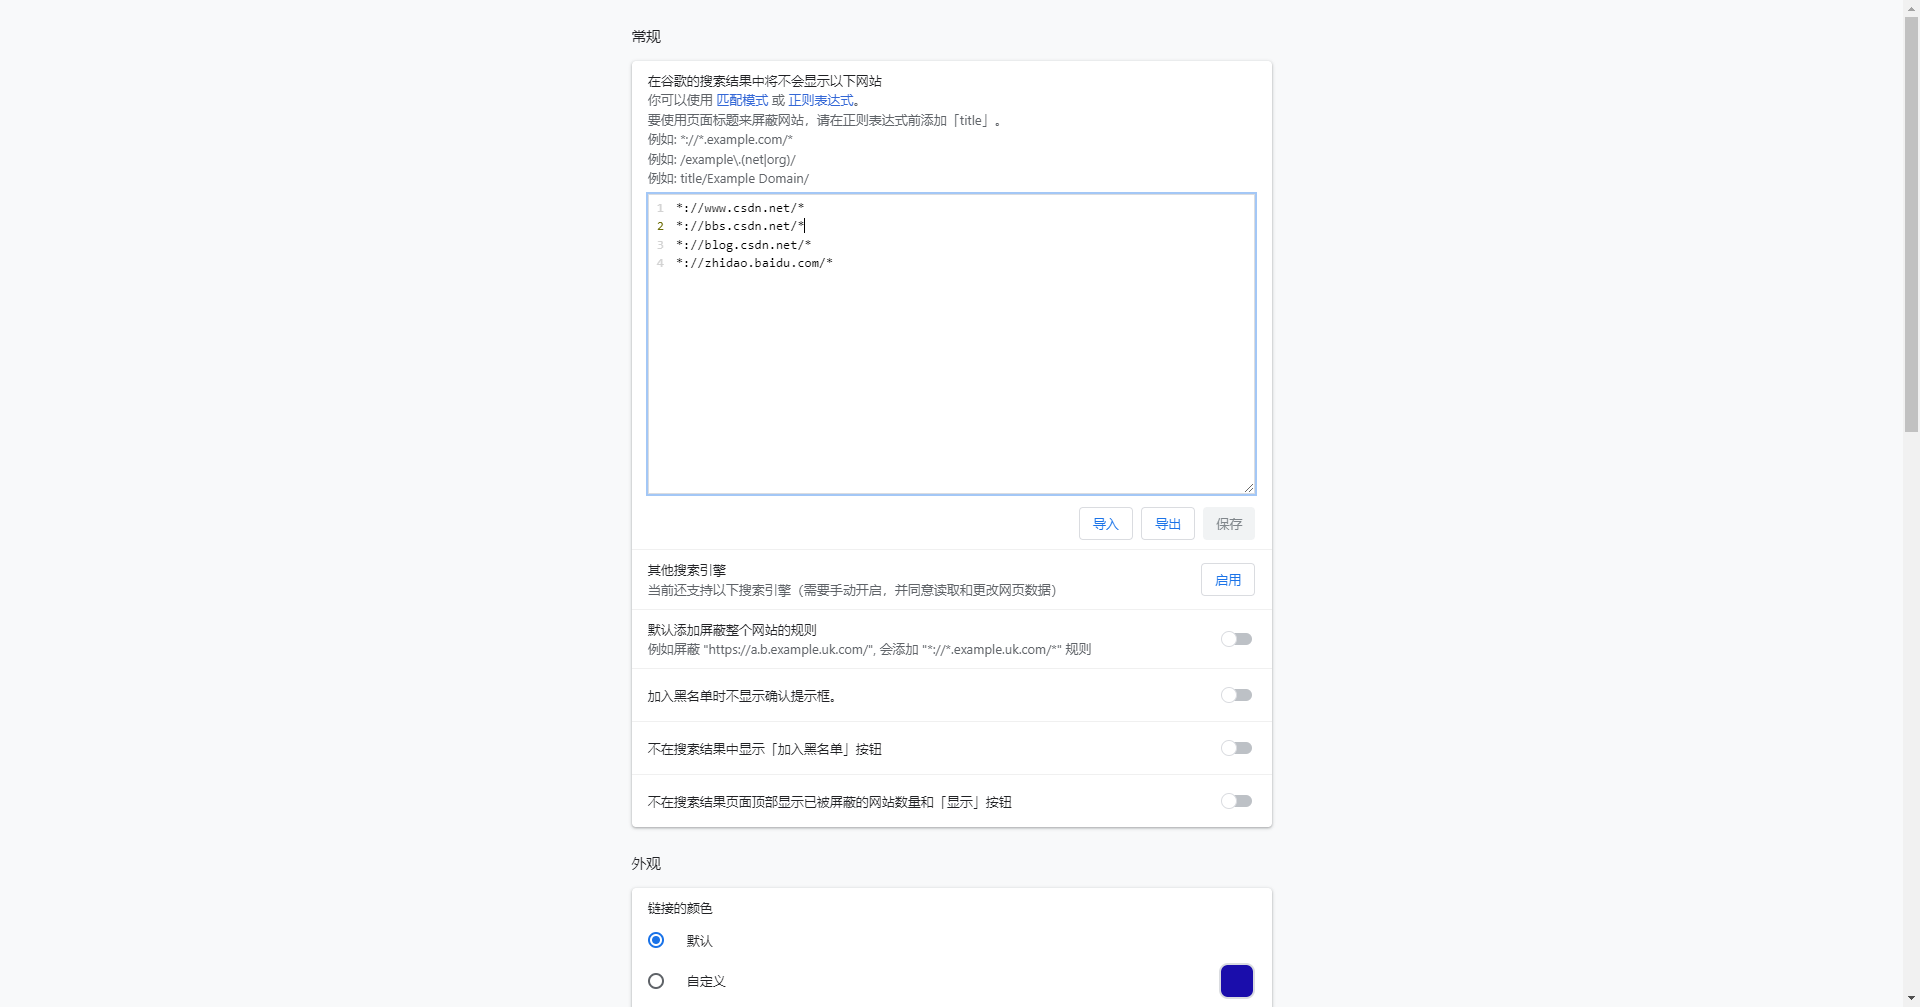 常规
在谷歌的搜索结果中将不会显示以下网站
你可以使用 匹配模式 或 正则表达式。
要使用页面标题来屏蔽网站，请在正则表达式前添加「title」。
例如: *://*.example.com/*
例如: /example\.(net|org)/
例如: title/Example Domain/
1 *://www.csdn.net/*
2 *://bbs.csdn.net/*
3 *://blog.csdn.net/*
4 *://zhidao.baidu.com/*
导入 导出 保存
其他搜索引擎
当前还支持以下搜索引擎（需要手动开启，并同意读取和更改网页数据）
启用
默认添加屏蔽整个网站的规则
例如屏蔽 "https://a.b.example.uk.com/", 会添加 "*://*.example.uk.com/*" 规则
加入黑名单时不显示确认提示框。
不在搜索结果中显示「加入黑名单」按钮
不在搜索结果页面顶部显示已被屏蔽的网站数量和「显示」按钮
外观
链接的颜色
默认
自定义